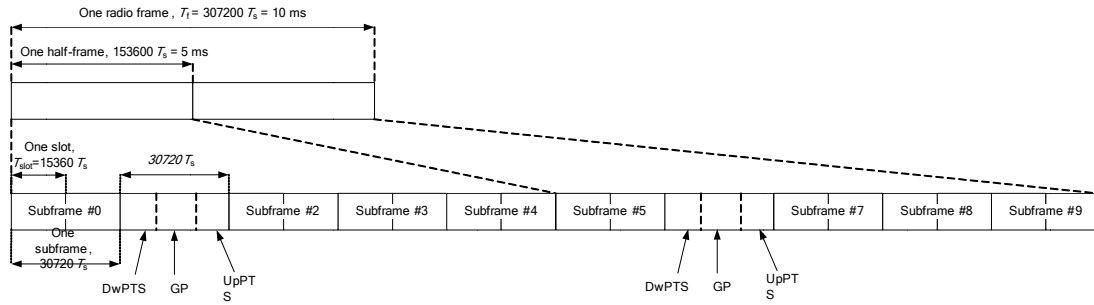 One radio frame , Tf = 307200 Ts = 10 ms
One half-frame, 153600 Ts = 5 ms
One slot,
Tslot=15360 Ts
30720Ts
Subframe #0
Subframe #2
Subframe #3
Subframe #4
Subframe #5
Subframe #7
Subframe #8
Subframe #9
One
subframe ,
30720 Ts
DwPTS
GP
UpPT
S
DwPTS
GP
UpPT
S